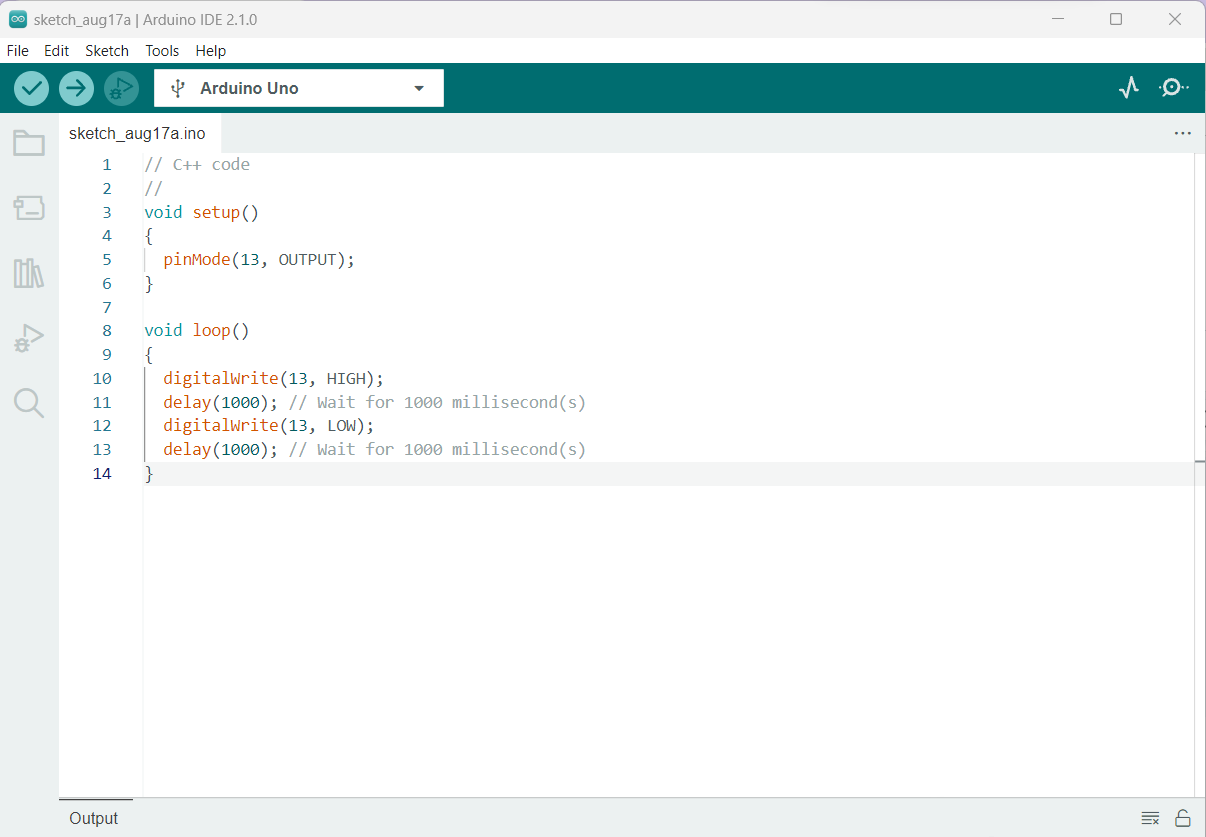 sketch_aug17a | Arduino IDE 2.1.0
File Edit Sketch Tools Help
Arduino Uno
sketch_aug17a.ino
1 // C++ code
2 //
3 void setup()
4 {
5   pinMode(13, OUTPUT);
6 }
7
8 void loop()
9 {
10   digitalWrite(13, HIGH);
11   delay(1000); // Wait for 1000 millisecond(s)
12   digitalWrite(13, LOW);
13   delay(1000); // Wait for 1000 millisecond(s)
14 }
Output